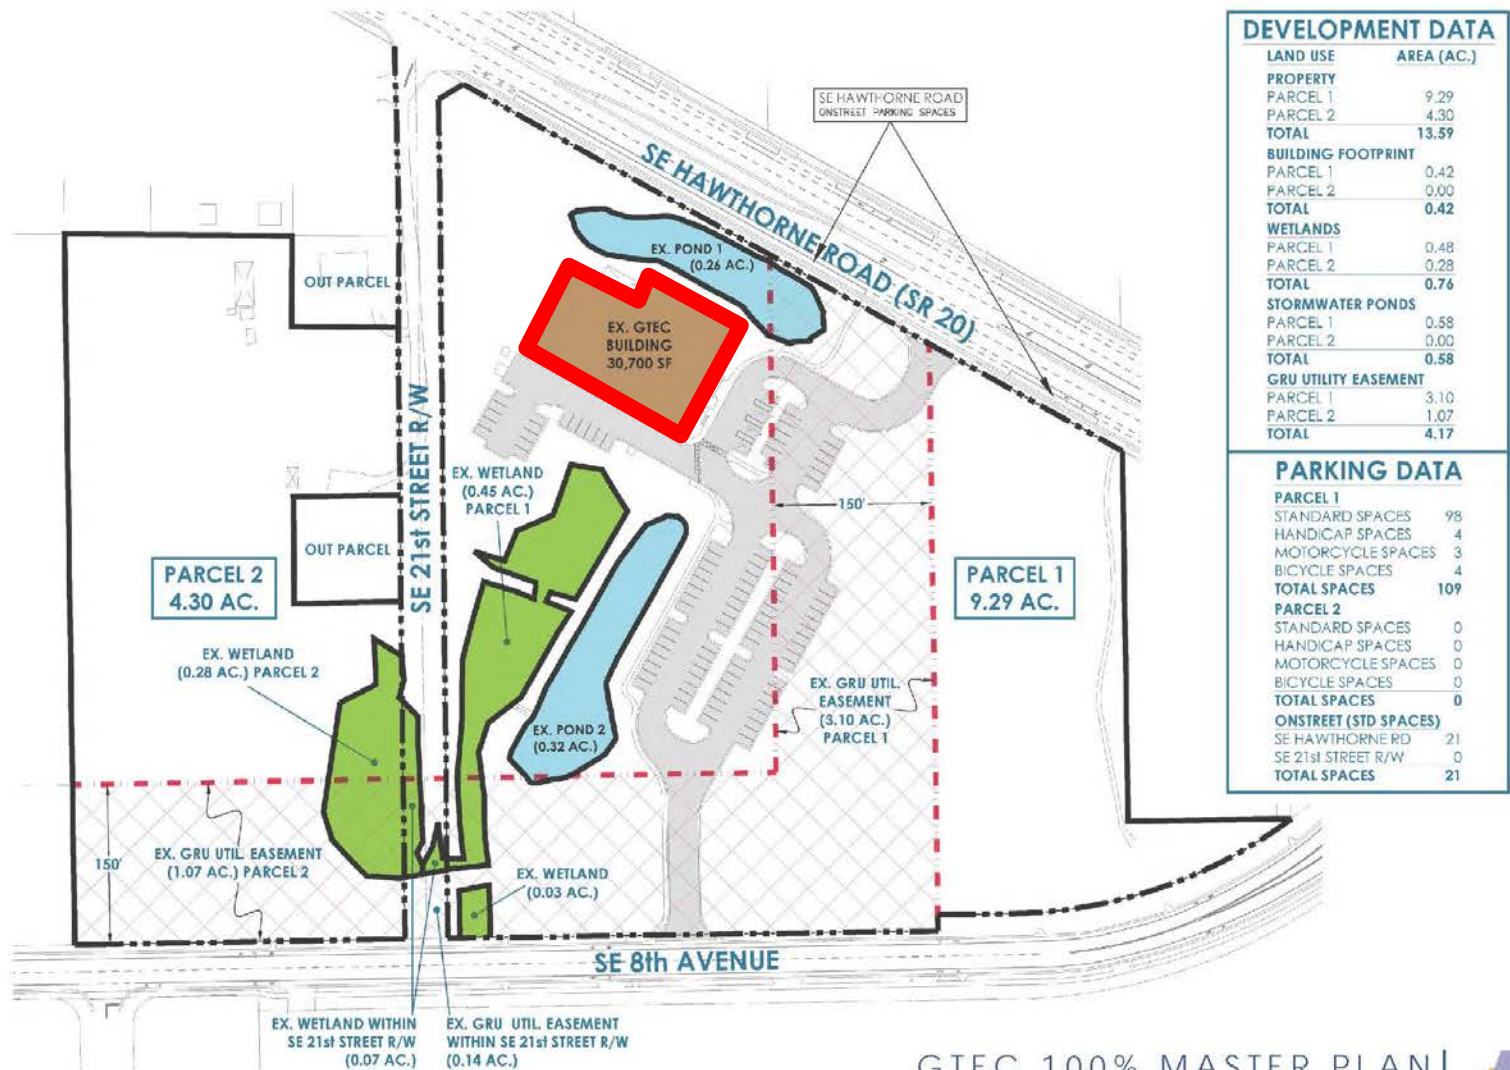 SE HAWTHORNE ROAD
ONSTREET PARKING SPACES
SE HAWTHORNE ROAD (SR 20)
EX. POND 1
(0.26 AC.)
OUT PARCEL
EX. GTEC
BUILDING
30,700 SF
SE 21st STREET R/W
EX. WETLAND
(0.45 AC.)
PARCEL 1
150'
OUT PARCEL
PARCEL 2
4.30 AC.
PARCEL 1
9.29 AC.
EX. WETLAND
(0.28 AC.) PARCEL 2
EX. GRU UTIL.
EASEMENT
(3.10 AC.)
PARCEL 1
EX. POND 2
(0.32 AC.)
150'
EX. GRU UTIL. EASEMENT
(1.07 AC.) PARCEL 2
EX. WETLAND
(0.03 AC.)
SE 8th AVENUE
EX. WETLAND WITHIN
SE 21st STREET R/W
(0.07 AC.)
EX. GRU UTIL. EASEMENT
WITHIN SE 21st STREET R/W
(0.14 AC.)
DEVELOPMENT DATA
LAND USE AREA (AC.)
PROPERTY
PARCEL 1 9.29
PARCEL 2 4.30
TOTAL 13.59
BUILDING FOOTPRINT
PARCEL 1 0.42
PARCEL 2 0.00
TOTAL 0.42
WETLANDS
PARCEL 1 0.48
PARCEL 2 0.28
TOTAL 0.76
STORMWATER PONDS
PARCEL 1 0.58
PARCEL 2 0.00
TOTAL 0.58
GRU UTILITY EASEMENT
PARCEL 1 3.10
PARCEL 2 1.07
TOTAL 4.17
PARKING DATA
PARCEL 1
STANDARD SPACES 98
HANDICAP SPACES 4
MOTORCYCLE SPACES 3
BICYCLE SPACES 4
TOTAL SPACES 109
PARCEL 2
STANDARD SPACES 0
HANDICAP SPACES 0
MOTORCYCLE SPACES 0
BICYCLE SPACES 0
TOTAL SPACES 0
ONSTREET (STD SPACES)
SE HAWTHORNE RD 21
SE 21st STREET R/W 0
TOTAL SPACES 21
GTEC 100% MASTER PLAN